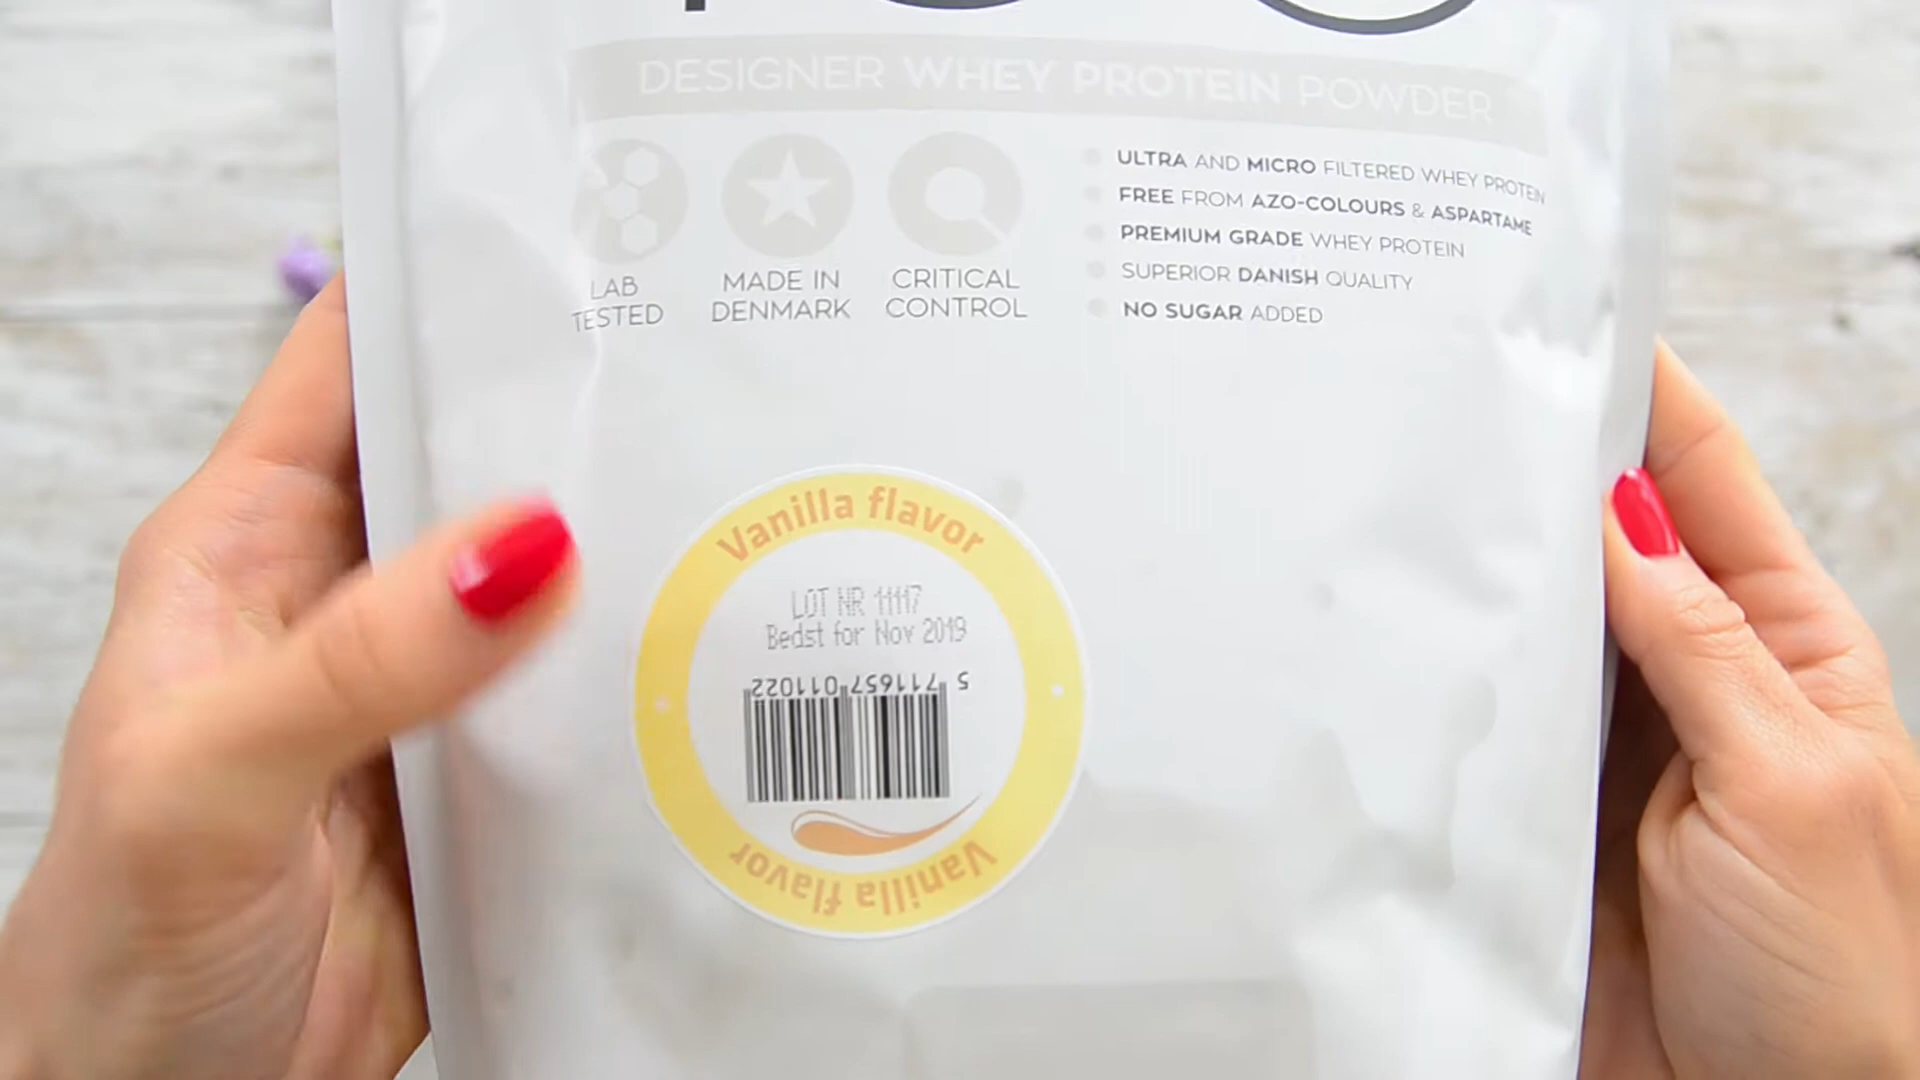 DESIGNER WHEY PROTEIN POWDER
LAB
TESTED
MADE IN
DENMARK
CRITICAL
CONTROL
ULTRA AND MICRO FILTERED WHEY PROTEIN
FREE FROM AZO-COLOURS & ASPARTAME
PREMIUM GRADE WHEY PROTEIN
SUPERIOR DANISH QUALITY
NO SUGAR ADDED
Vanilla flavor
LOT NR 11117
Bedst for Nov 2019
5 711657 011022
Vanilla flavor